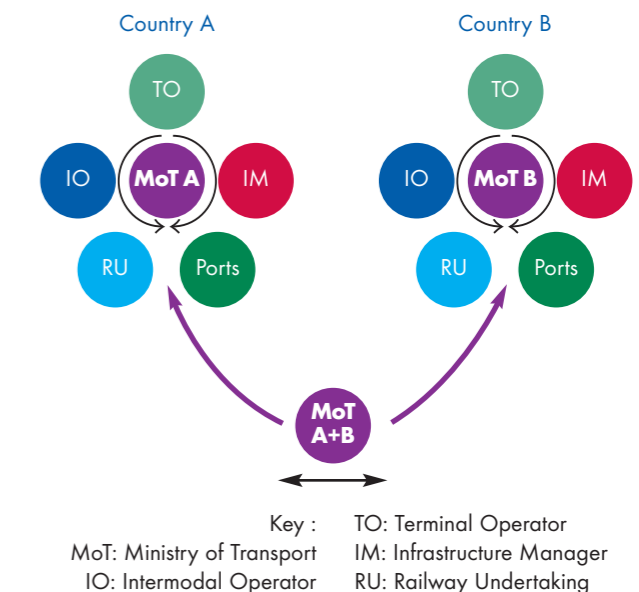 Country A
Country B
TO
TO
IO
MoT A
IM
IO
MoT B
IM
RU
Ports
RU
Ports
MoT
A+B
Key :
TO: Terminal Operator
MoT: Ministry of Transport
IM: Infrastructure Manager
IO: Intermodal Operator
RU: Railway Undertaking